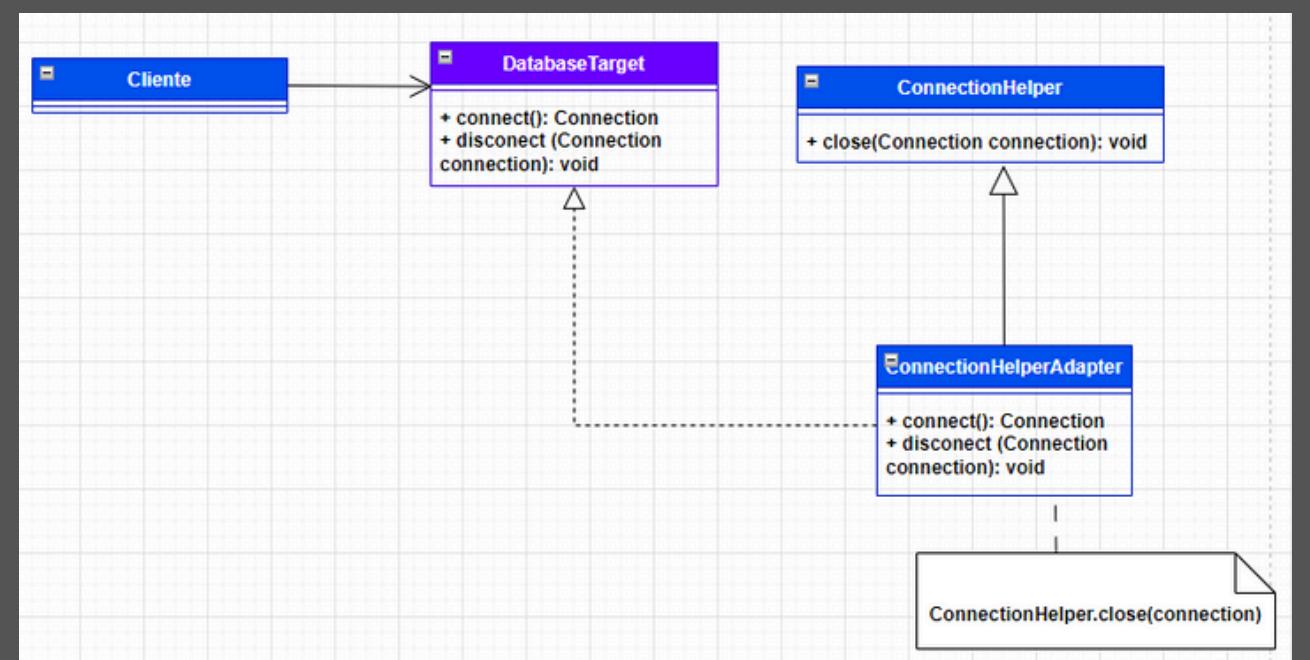 Cliente
DatabaseTarget
+ connect(): Connection
+ disconect (Connection
connection): void
ConnectionHelper
+ close(Connection connection): void
ConnectionHelperAdapter
+ connect(): Connection
+ disconect (Connection
connection): void
ConnectionHelper.close(connection)